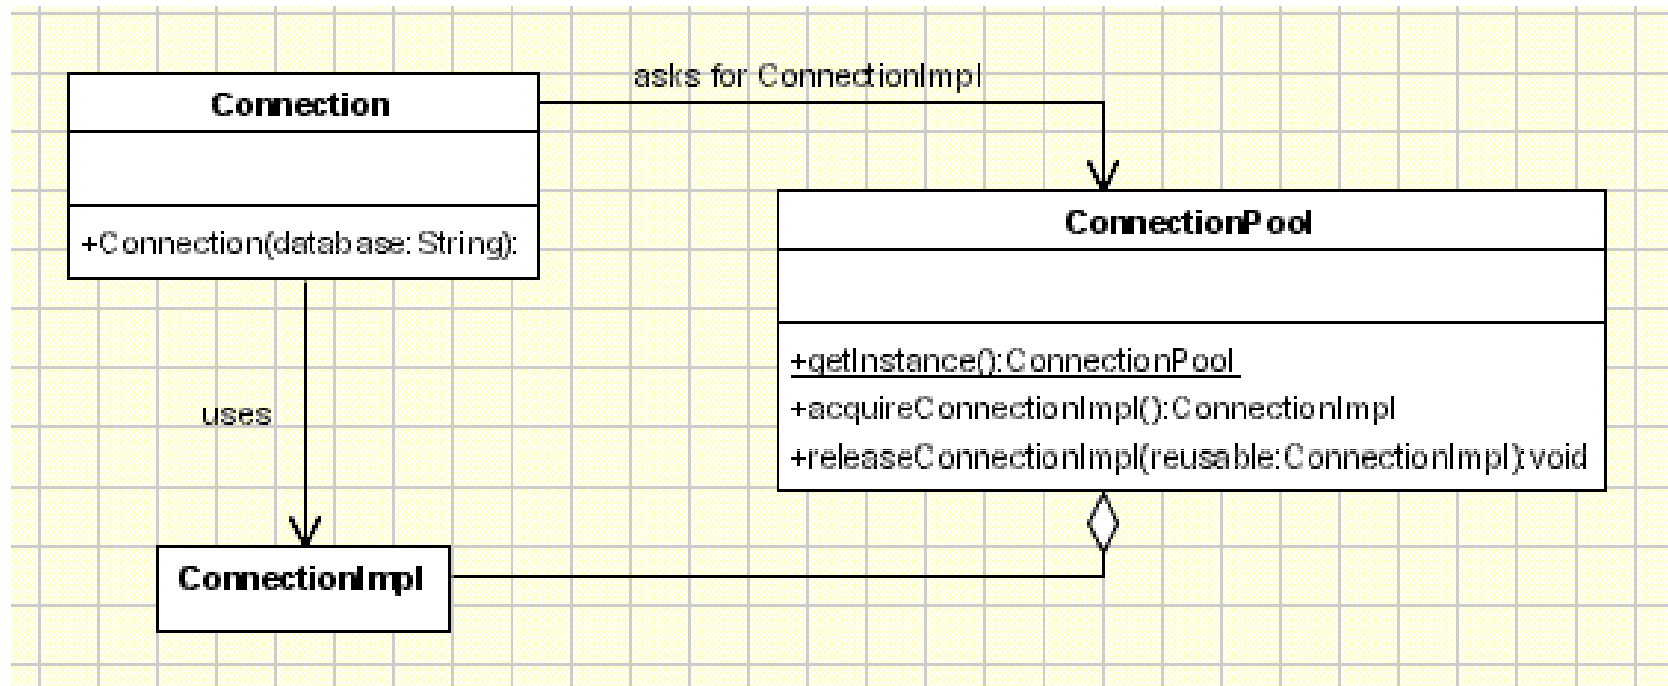 asks for ConnectionImpl
Connection
+Connection(database: String):
ConnectionPool
+getInstance():ConnectionPool
+acquireConnectionImpl():ConnectionImpl
+releaseConnectionImpl(reusable:ConnectionImpl):void
uses
ConnectionImpl